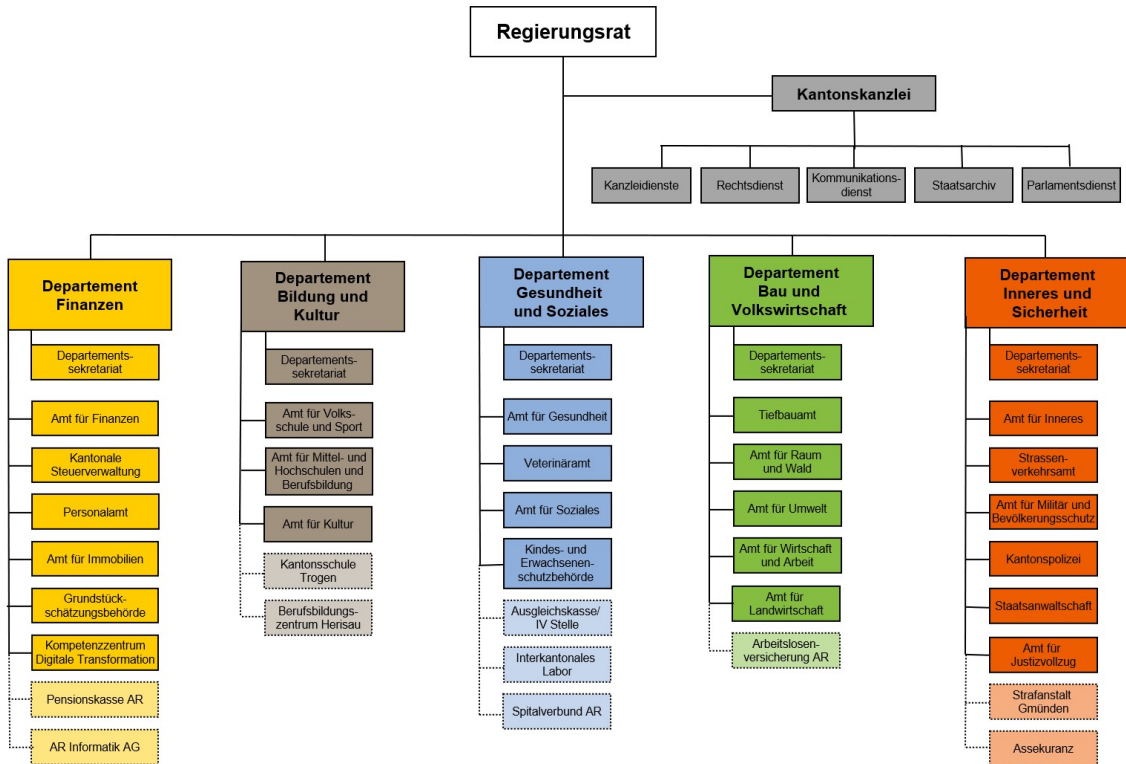 Regierungsrat
Kantonskanzlei
Kanzleidienste
Rechtsdienst
Kommunikations-
dienst
Staatsarchiv
Parlamentsdienst
Departement
Finanzen
Departements-
sekretariat
Amt für Finanzen
Kantonale
Steuerverwaltung
Personalamt
Amt für Immobilien
Grundstück-
schätzungsbehörde
Kompetenzzentrum
Digitale Transformation
Pensionskasse AR
AR Informatik AG
Departement
Bildung und
Kultur
Departements-
sekretariat
Amt für Volks-
schule und Sport
Amt für Mittel- und
Hochschulen und
Berufsbildung
Amt für Kultur
Kantonsschule
Trogen
Berufsbildungs-
zentrum Herisau
Departement
Gesundheit
und Soziales
Departements-
sekretariat
Amt für Gesundheit
Veterinäramt
Amt für Soziales
Kindes- und
Erwachsenen-
schutzbehörde
Ausgleichskasse/
IV Stelle
Interkantonales
Labor
Spitalverbund AR
Departement
Bau und
Volkswirtschaft
Departements-
sekretariat
Tiefbauamt
Amt für Raum
und Wald
Amt für Umwelt
Amt für Wirtschaft
und Arbeit
Amt für
Landwirtschaft
Arbeitslosen-
versicherung AR
Departement
Inneres und
Sicherheit
Departements-
sekretariat
Amt für Inneres
Strassen-
verkehrsamt
Amt für Militär und
Bevölkerungsschutz
Kantonspolizei
Staatsanwaltschaft
Amt für
Justizvollzug
Strafanstalt
Gmünden
Assekuranz